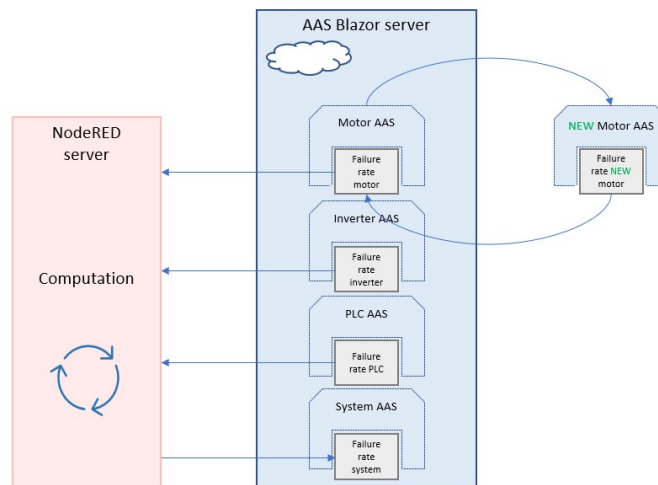 AAS Blazor server
NodeRED
server
Computation
Motor AAS
Failure
rate
motor
Inverter AAS
Failure
rate
inverter
PLC AAS
Failure
rate PLC
System AAS
Failure
rate
system
NEW Motor AAS
Failure
rate NEW
motor